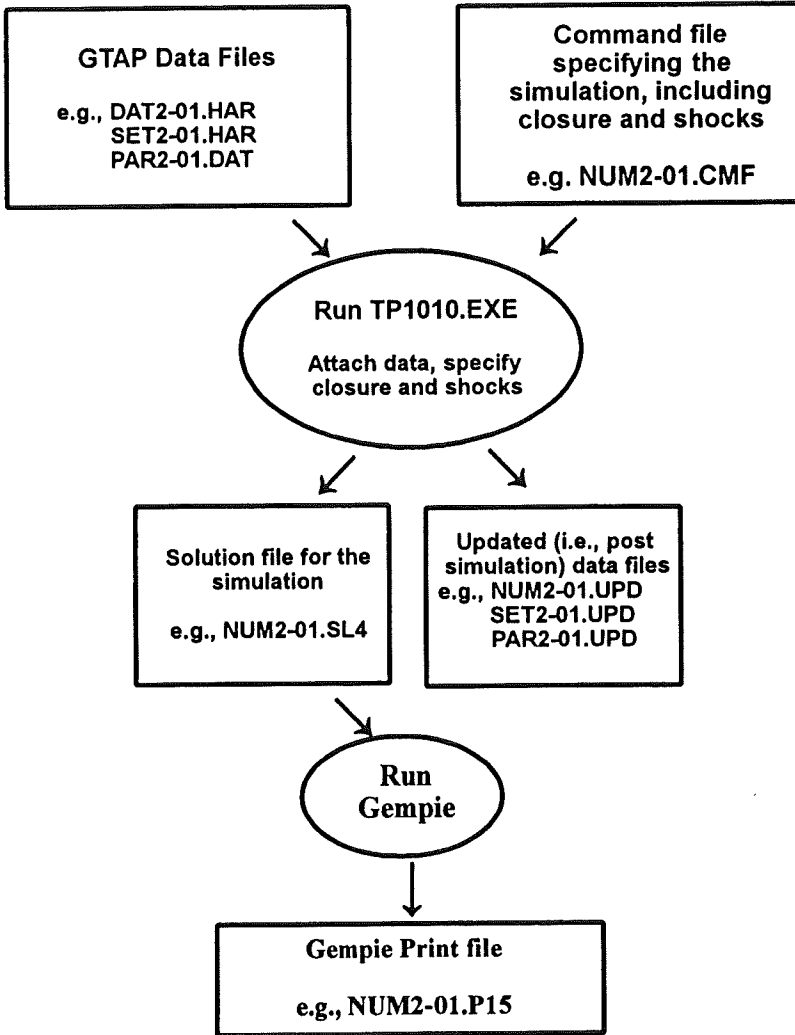 GTAP Data Files
e.g., DAT2-01.HAR
SET2-01.HAR
PAR2-01.DAT
Command file
specifying the
simulation, including
closure and shocks
e.g. NUM2-01.CMF
Run TP1010.EXE
Attach data, specify
closure and shocks
Solution file for the
simulation
e.g., NUM2-01.SL4
Updated (i.e., post
simulation) data files
e.g., NUM2-01.UPD
SET2-01.UPD
PAR2-01.UPD
Run
Gempie
Gempie Print file
e.g., NUM2-01.P15